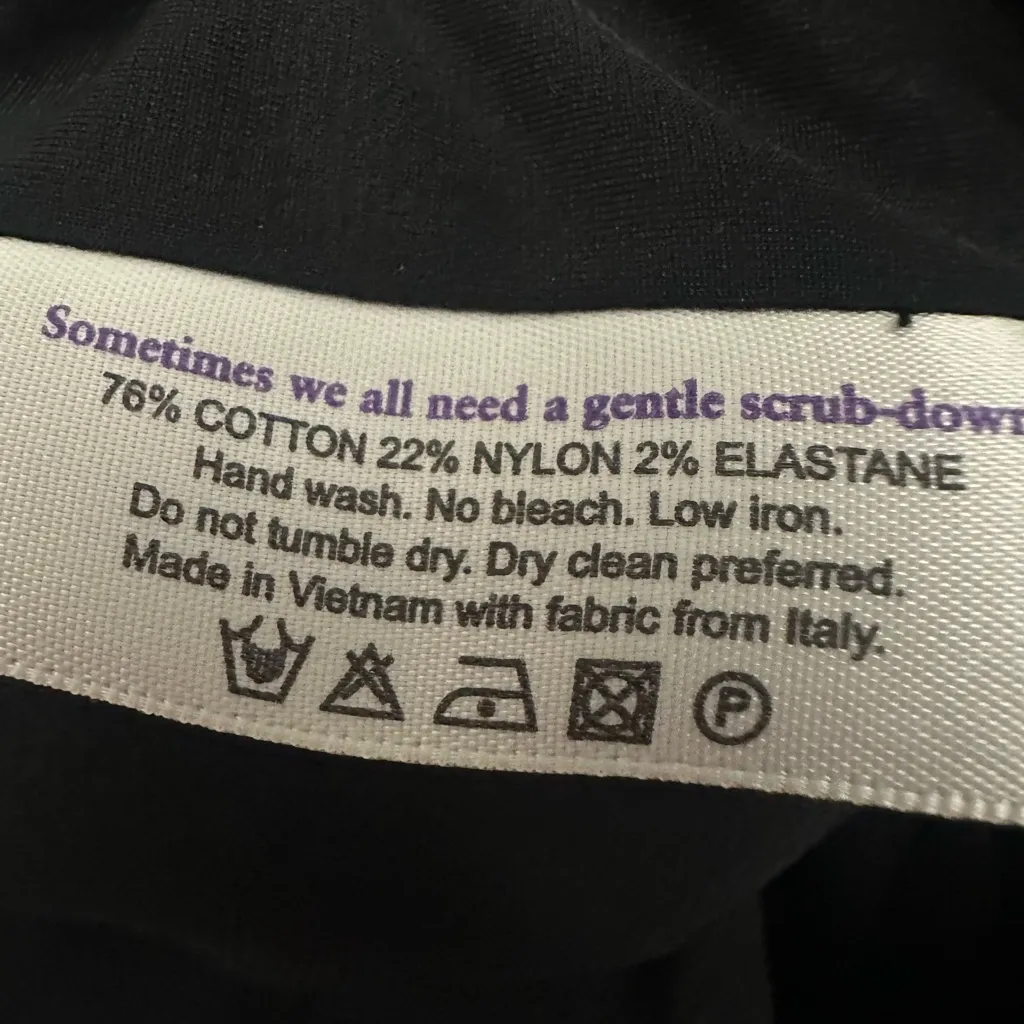 Sometimes we all need a gentle scrub-down
76% COTTON 22% NYLON 2% ELASTANE
Hand wash. No bleach. Low iron.
Do not tumble dry. Dry clean preferred.
Made in Vietnam with fabric from Italy.
P